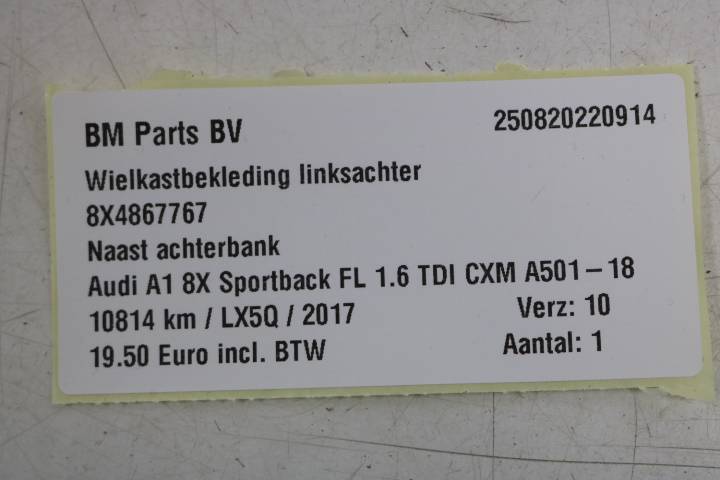 BM Parts BV 250820220914
Wielkastbekleding linksachter
8X4867767
Naast achterbank
Audi A1 8X Sportback FL 1.6 TDI CXM A501-18
10814 km / LX5Q / 2017 Verz: 10
19.50 Euro incl. BTW Aantal: 1